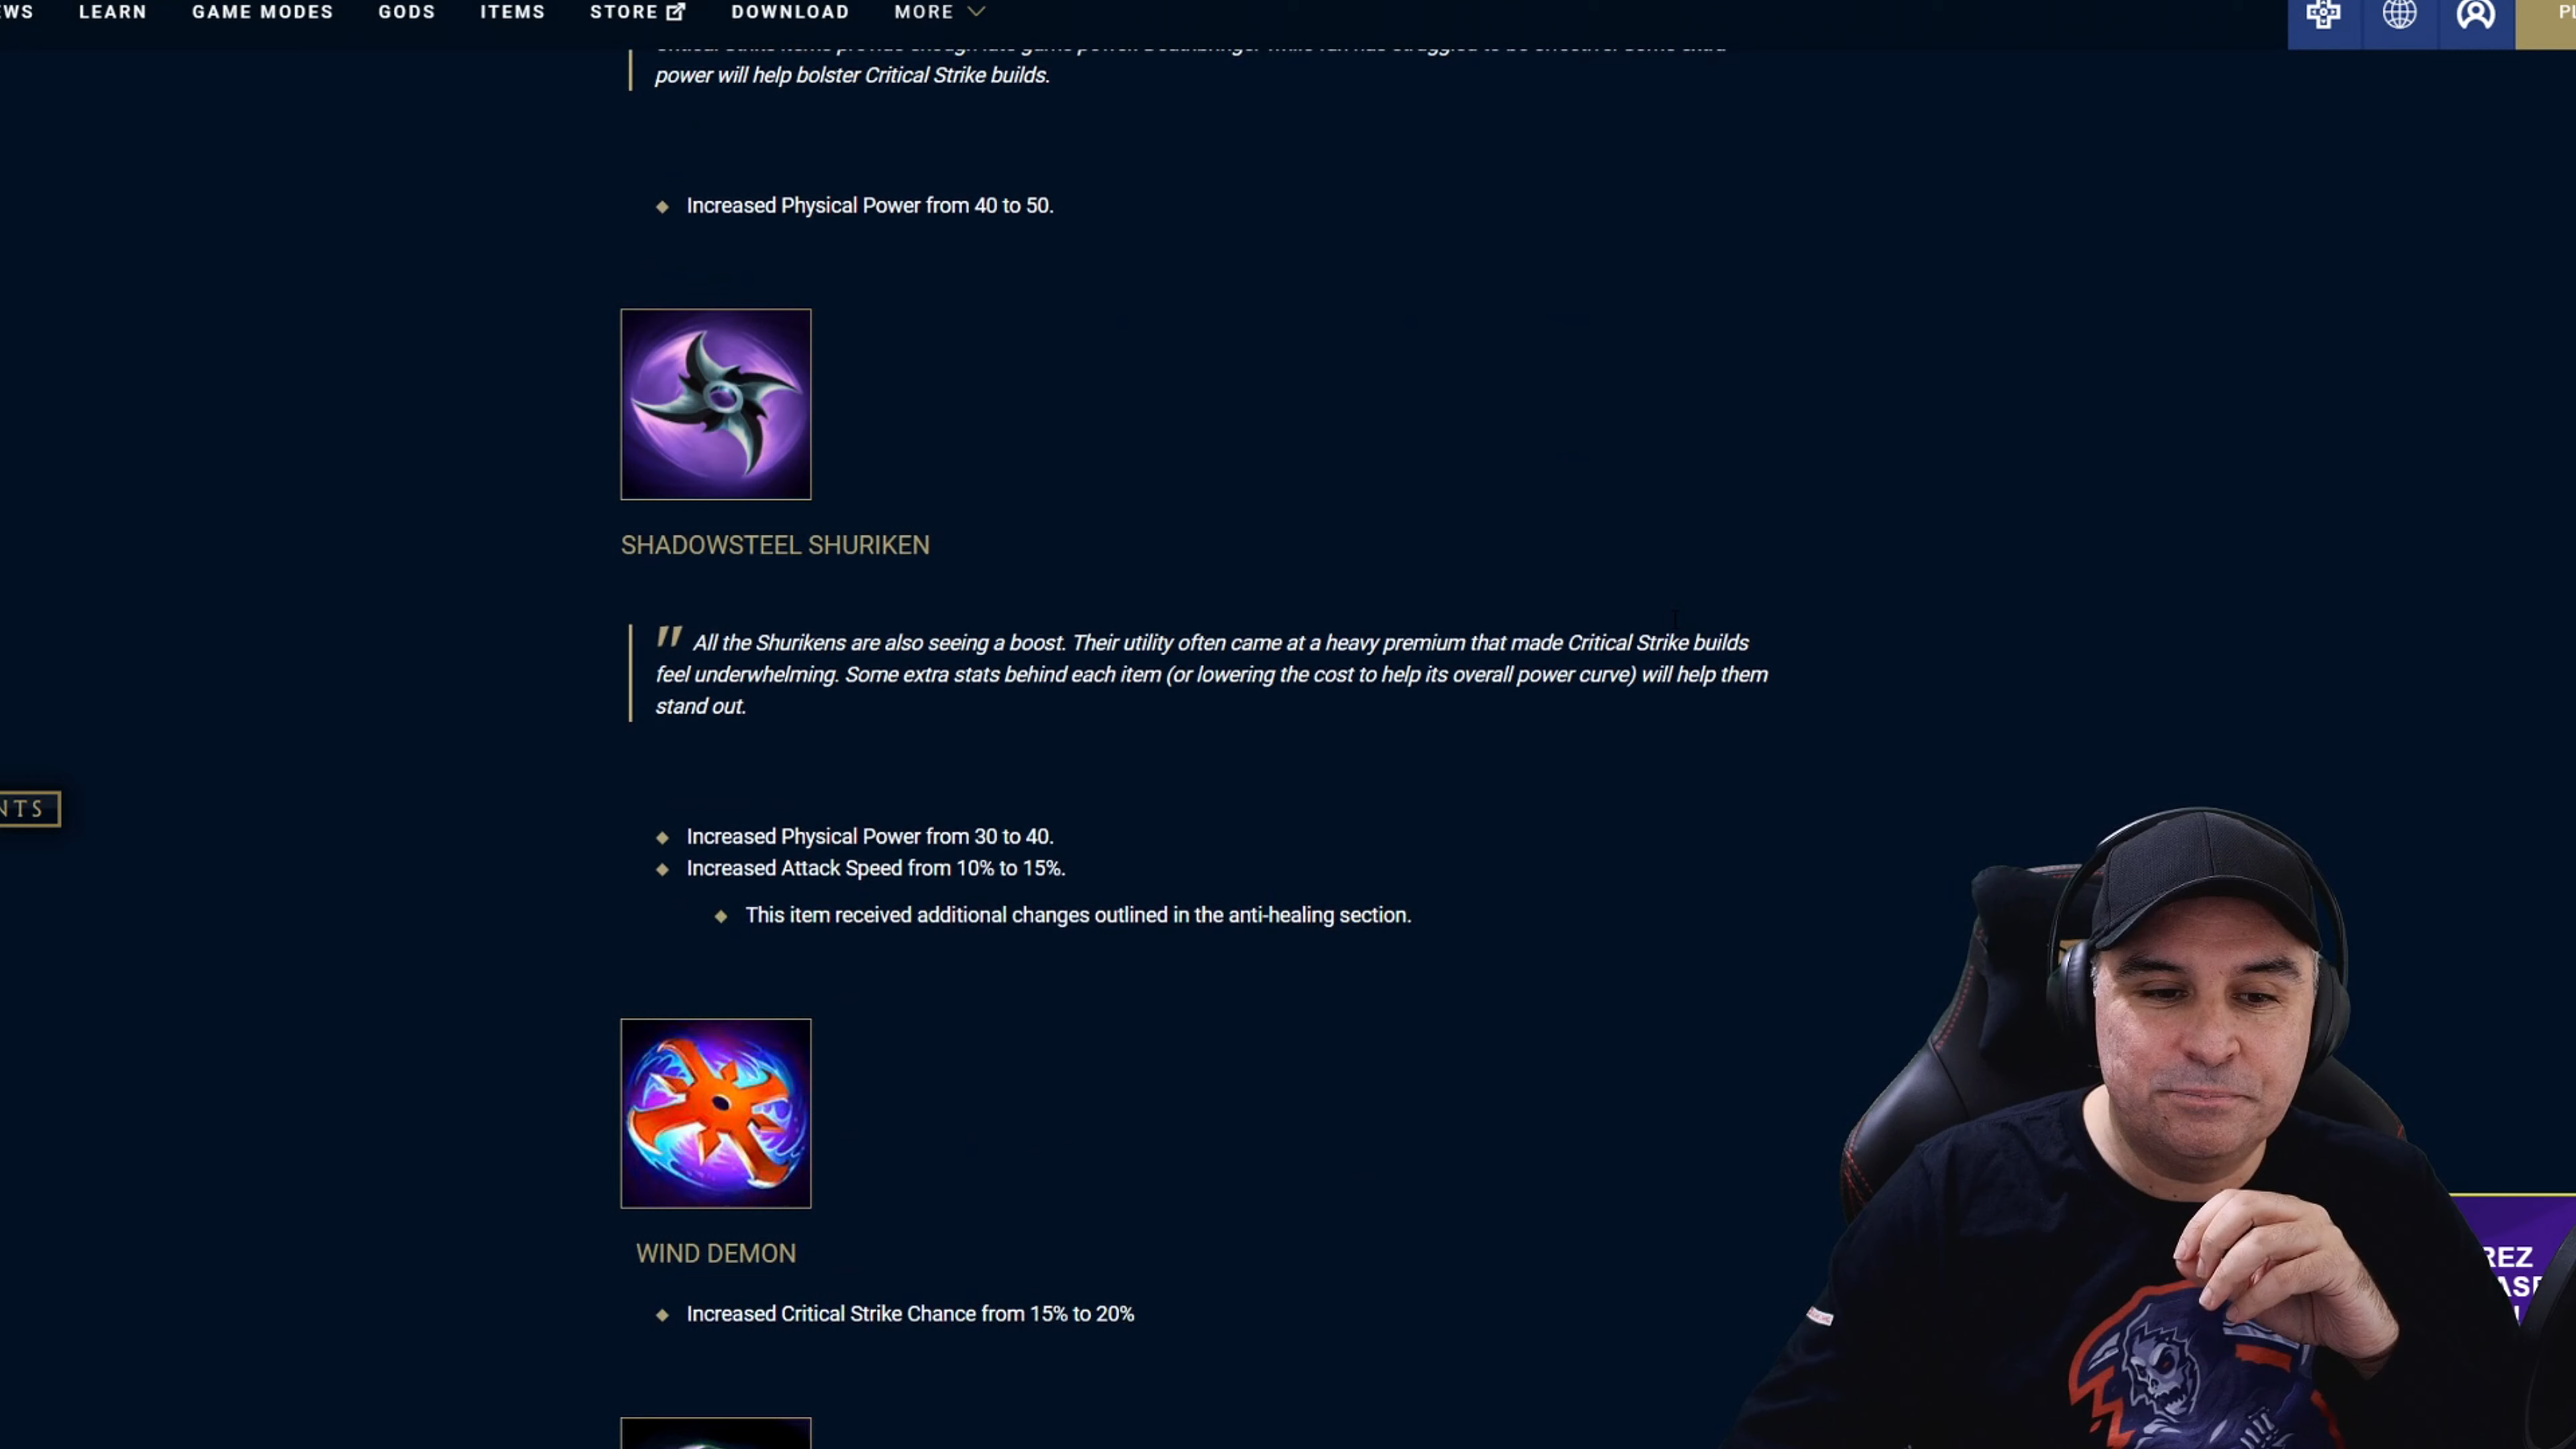 LEARN GAME MODES GODS ITEMS STORE DOWNLOAD MORE
power will help bolster Critical Strike builds.
Increased Physical Power from 40 to 50.
SHADOWSTEEL SHURIKEN
" All the Shurikens are also seeing a boost. Their utility often came at a heavy premium that made Critical Strike builds
feel underwhelming. Some extra stats behind each item (or lowering the cost to help its overall power curve) will help them
stand out.
Increased Physical Power from 30 to 40.
Increased Attack Speed from 10% to 15%.
This item received additional changes outlined in the anti-healing section.
WIND DEMON
Increased Critical Strike Chance from 15% to 20%